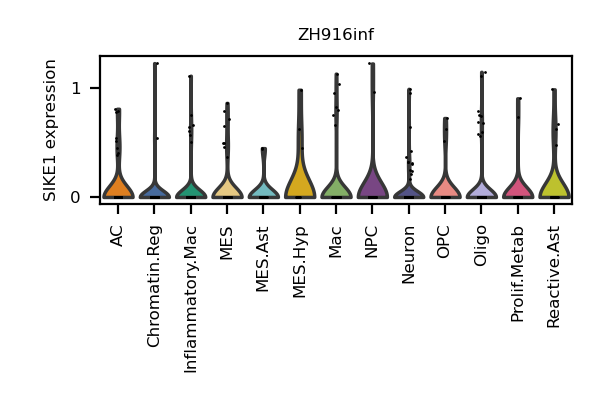 ZH916inf
SIKE1 expression
1
0
AC
Chromatin.Reg
Inflammatory.Mac
MES
MES.Ast
MES.Hyp
Mac
NPC
Neuron
OPC
Oligo
Prolif.Metab
Reactive.Ast